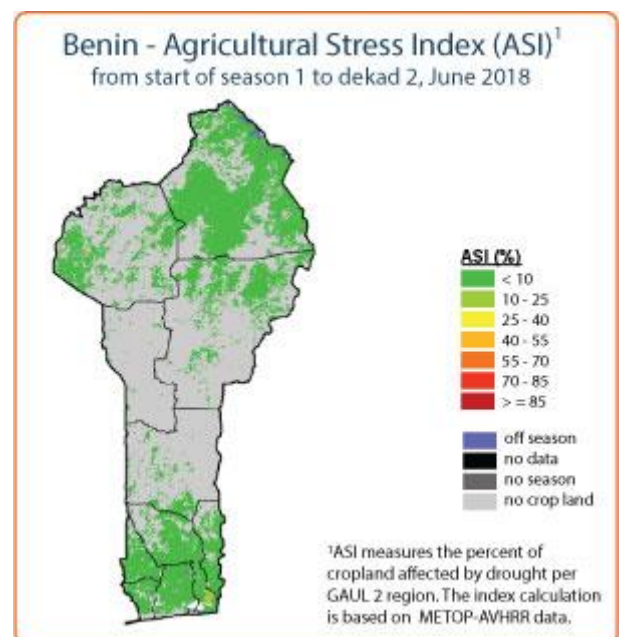 Benin - Agricultural Stress Index (ASI)¹
from start of season 1 to dekad 2, June 2018
ASI (%)
< 10
10 - 25
25 - 40
40 - 55
55 - 70
70 - 85
> = 85
off season
no data
no season
no crop land
¹ASI measures the percent of
cropland affected by drought per
GAUL 2 region. The index calculation
is based on METOP-AVHRR data.